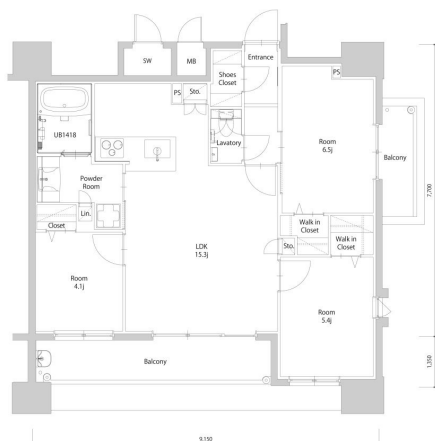 SW
MB
Entrance
Shoes
Closet
PS
Sto.
PS
UB1418
Lavatory
Room
6.5j
Balcony
7,700
Powder
Room
Lin.
Closet
Walk in
Closet
Walk in
Closet
Sto.
LDK
15.3j
Room
4.1j
Room
5.4j
Balcony
1,350
9,150